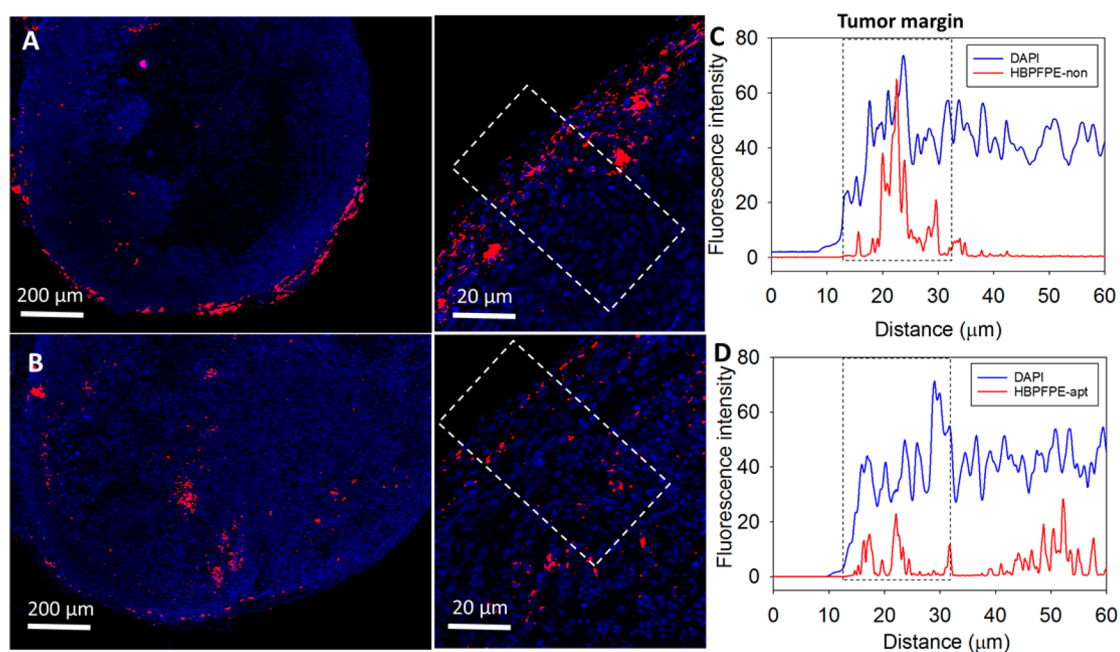 A
200 μm
20 μm
B
200 μm
20 μm
Tumor margin
C
80
60
40
20
0
Fluorescence intensity
DAPI
HBPFPE-non
0 10 20 30 40 50 60
Distance (μm)
D
80
60
40
20
0
Fluorescence intensity
DAPI
HBPFPE-apt
0 10 20 30 40 50 60
Distance (μm)